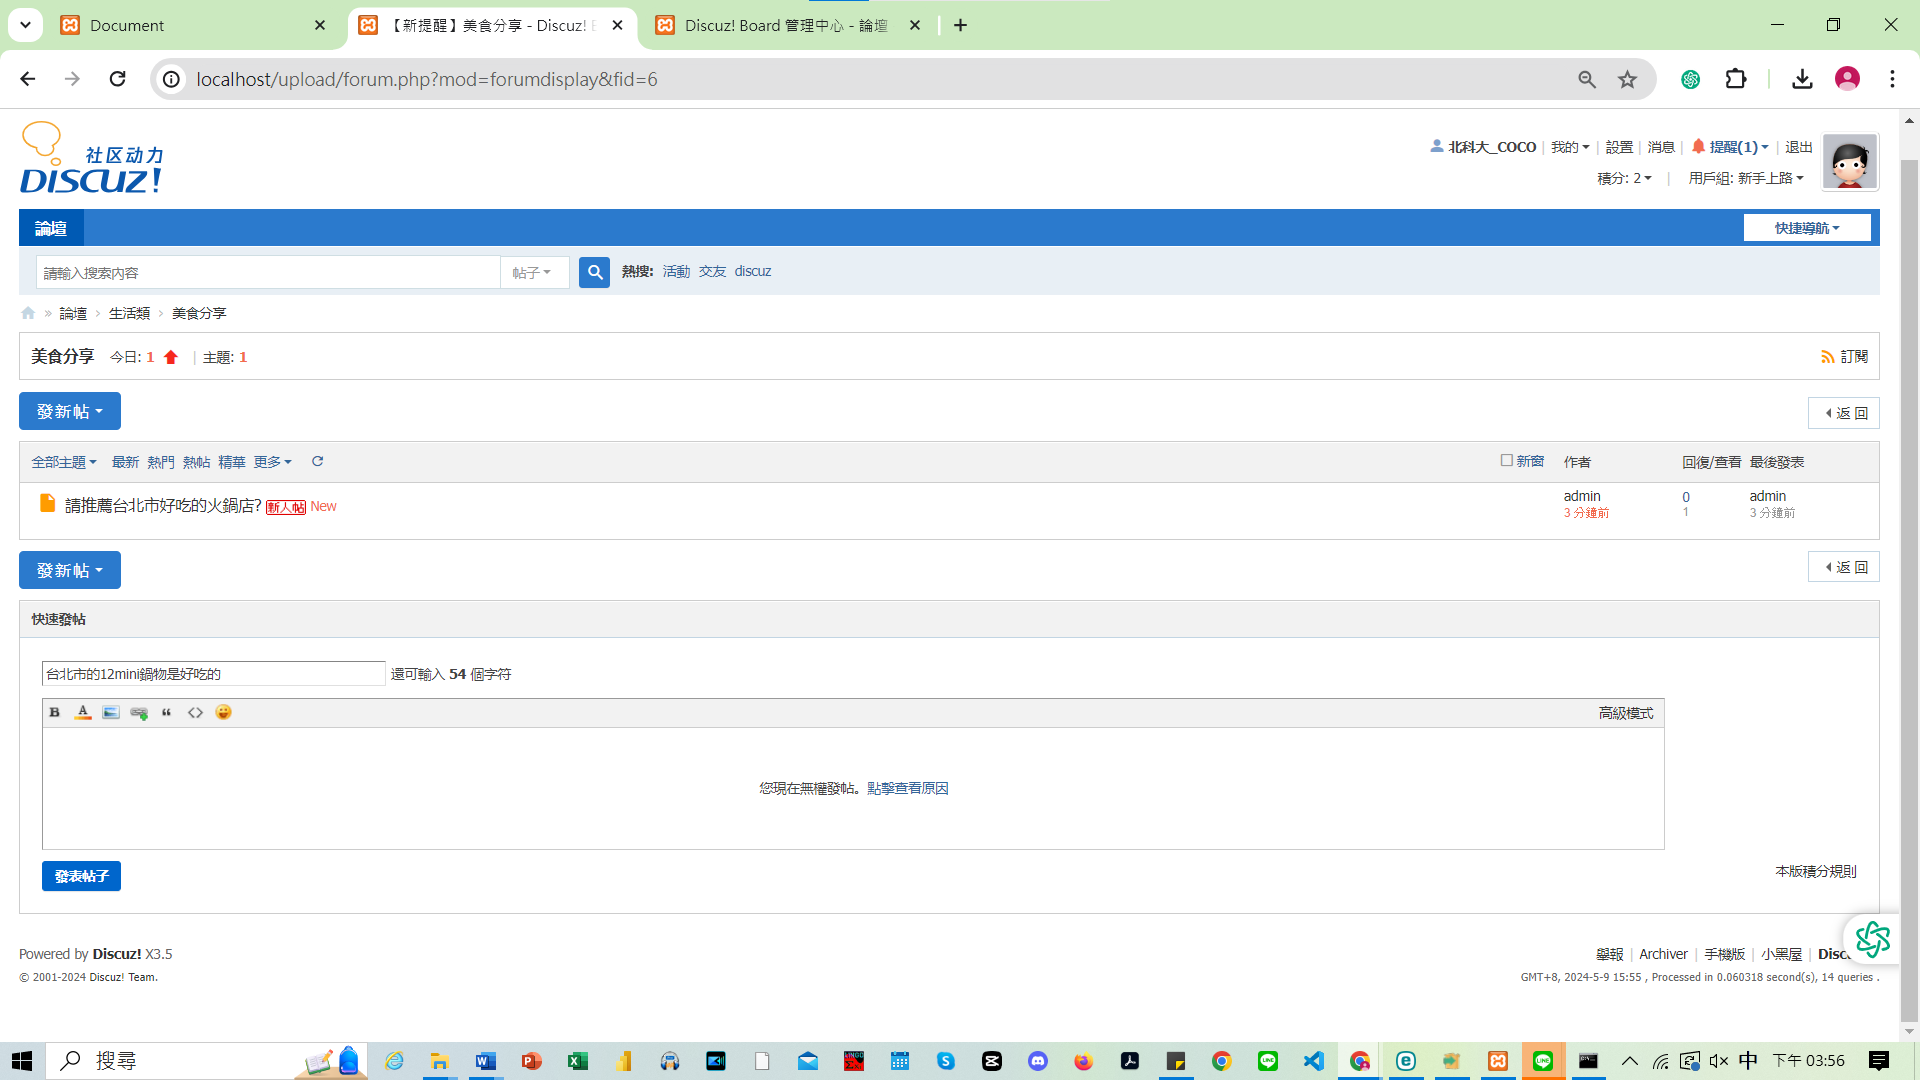 Document
【新提醒】美食分享 - Discuz! B
Discuz! Board 管理中心 - 論壇
localhost/upload/forum.php?mod=forumdisplay&fid=6
社区动力
DISCUZ!
北科大_COCO | 我的 | 設置 | 消息 | 提醒(1) | 退出
積分: 2 | 用戶組: 新手上路
論壇
快捷導航
請輸入搜索內容
帖子
熱搜: 活動 交友 discuz
» 論壇 › 生活類 › 美食分享
美食分享 今日: 1 | 主題: 1
訂閱
發新帖
返 回
全部主題 最新 熱門 熱帖 精華 更多
新窗 作者 回復/查看 最後發表
請推薦台北市好吃的火鍋店? 新人帖 New
admin 0 admin
3 分鐘前 1 3 分鐘前
發新帖
返 回
快速發帖
台北市的12mini鍋物是好吃的 還可輸入 54 個字符
B A “ <>
高級模式
您現在無權發帖。點擊查看原因
發表帖子
本版積分規則
Powered by Discuz! X3.5
舉報 | Archiver | 手機版 | 小黑屋 |
© 2001-2024 Discuz! Team.
GMT+8, 2024-5-9 15:55 , Processed in 0.060318 second(s), 14 queries .
搜尋
中
下午 03:56